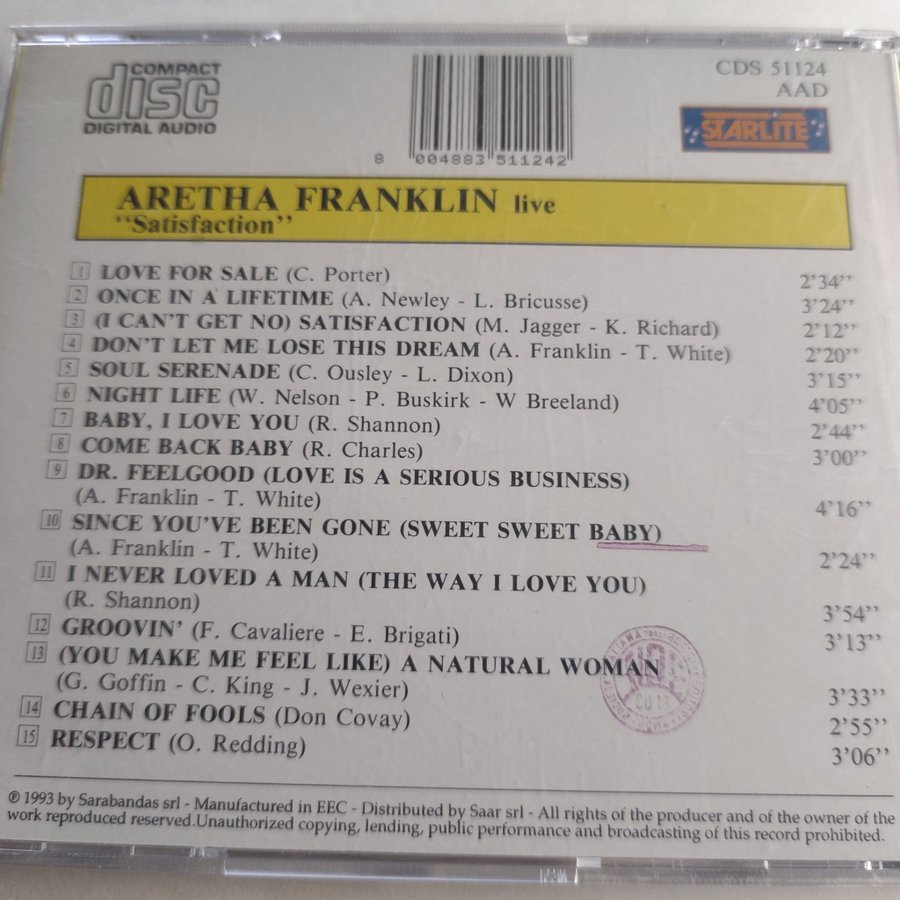 COMPACT
disc
DIGITAL AUDIO
8 004883 511242
CDS 51124
AAD
STARLITE
ARETHA FRANKLIN live
“Satisfaction”
1 LOVE FOR SALE (C. Porter) 2'34''
2 ONCE IN A LIFETIME (A. Newley - L. Bricusse) 3'24''
3 (I CAN'T GET NO) SATISFACTION (M. Jagger - K. Richard) 2'12''
4 DON'T LET ME LOSE THIS DREAM (A. Franklin - T. White) 2'20''
5 SOUL SERENADE (C. Ousley - L. Dixon) 3'15''
6 NIGHT LIFE (W. Nelson - P. Buskirk - W Breeland) 4'05''
7 BABY, I LOVE YOU (R. Shannon) 2'44''
8 COME BACK BABY (R. Charles) 3'00''
9 DR. FEELGOOD (LOVE IS A SERIOUS BUSINESS)
(A. Franklin - T. White) 4'16''
10 SINCE YOU'VE BEEN GONE (SWEET SWEET BABY)
(A. Franklin - T. White) 2'24''
11 I NEVER LOVED A MAN (THE WAY I LOVE YOU)
(R. Shannon) 3'54''
12 GROOVIN' (F. Cavaliere - E. Brigati) 3'13''
13 (YOU MAKE ME FEEL LIKE) A NATURAL WOMAN
(G. Goffin - C. King - J. Wexier) 3'33''
14 CHAIN OF FOOLS (Don Covay) 2'55''
15 RESPECT (O. Redding) 3'06''
℗ 1993 by Sarabandas srl - Manufactured in EEC - Distributed by Saar srl - All rights of the producer and of the owner of the
work reproduced reserved.Unauthorized copying, lending, public performance and broadcasting of this record prohibited.